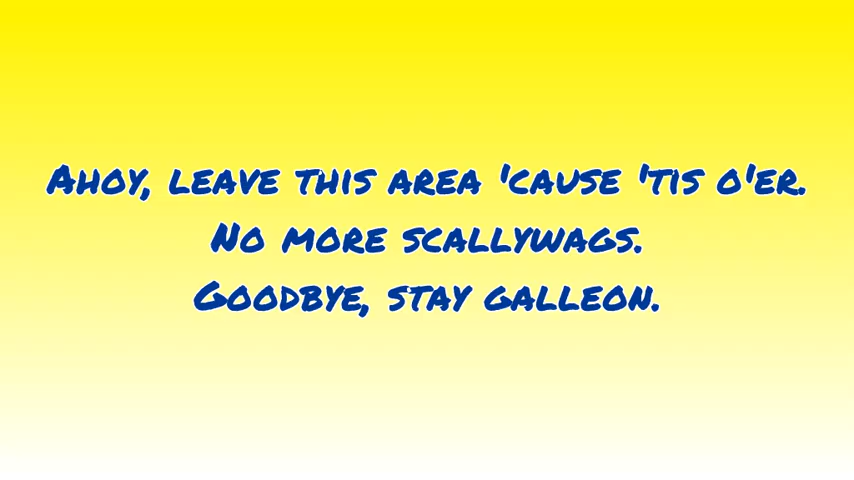 Ahoy, leave this area 'cause 'tis o'er.
No more scallywags.
Goodbye, stay galleon.